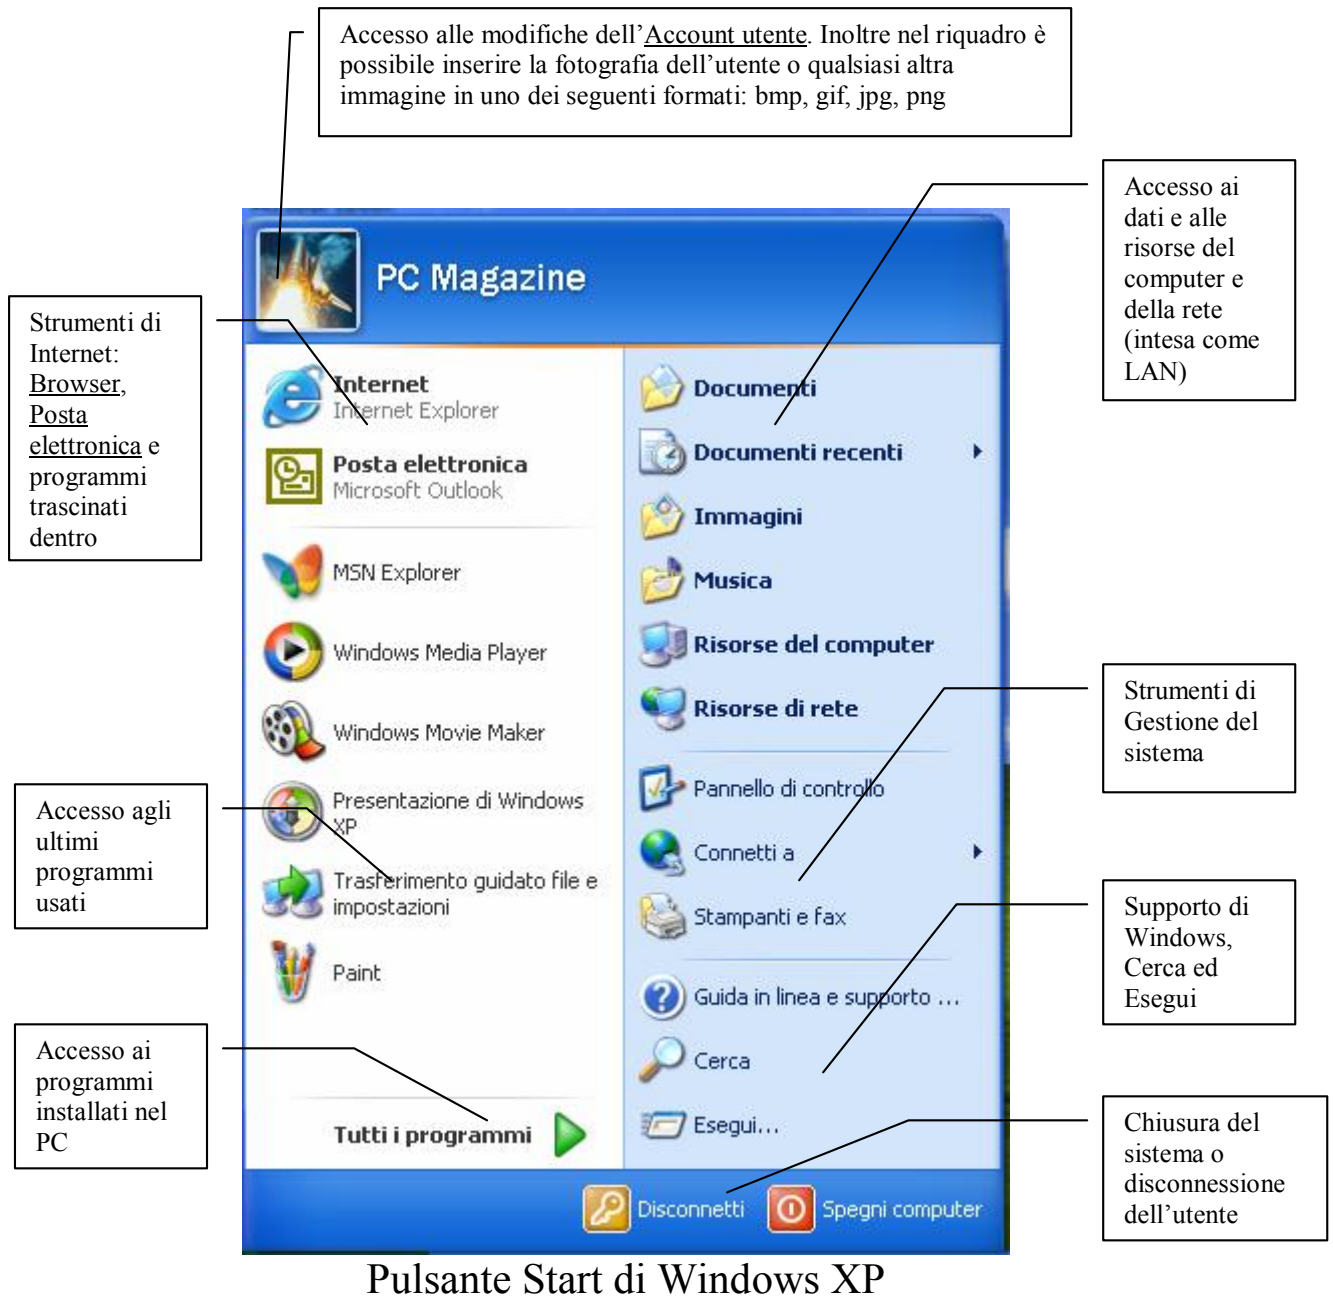 Accesso alle modifiche dell’Account utente. Inoltre nel riquadro è
possibile inserire la fotografia dell’utente o qualsiasi altra
immagine in uno dei seguenti formati: bmp, gif, jpg, png
Accesso ai
dati e alle
risorse del
computer e
della rete
(intesa come
LAN)
PC Magazine
Strumenti di
Internet:
Browser,
Posta
elettronica e
programmi
trascinati
dentro
Internet
Internet Explorer
Posta elettronica
Microsoft Outlook
MSN Explorer
Windows Media Player
Windows Movie Maker
Presentazione di Windows
XP
Trasferimento guidato file e
impostazioni
Paint
Tutti i programmi
Documenti
Documenti recenti
Immagini
Musica
Risorse del computer
Risorse di rete
Pannello di controllo
Connetti a
Stampanti e fax
Guida in linea e supporto ...
Cerca
Esegui...
Strumenti di
Gestione del
sistema
Accesso agli
ultimi
programmi
usati
Supporto di
Windows,
Cerca ed
Esegui
Accesso ai
programmi
installati nel
PC
Chiusura del
sistema o
disconnessione
dell’utente
Disconnetti
Spegni computer
Pulsante Start di Windows XP